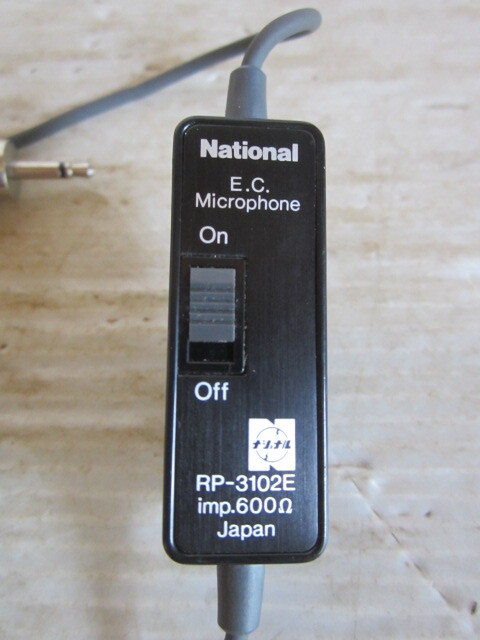 National
E.C.
Microphone
On
Off
ナショナル
RP-3102E
imp.600Ω
Japan